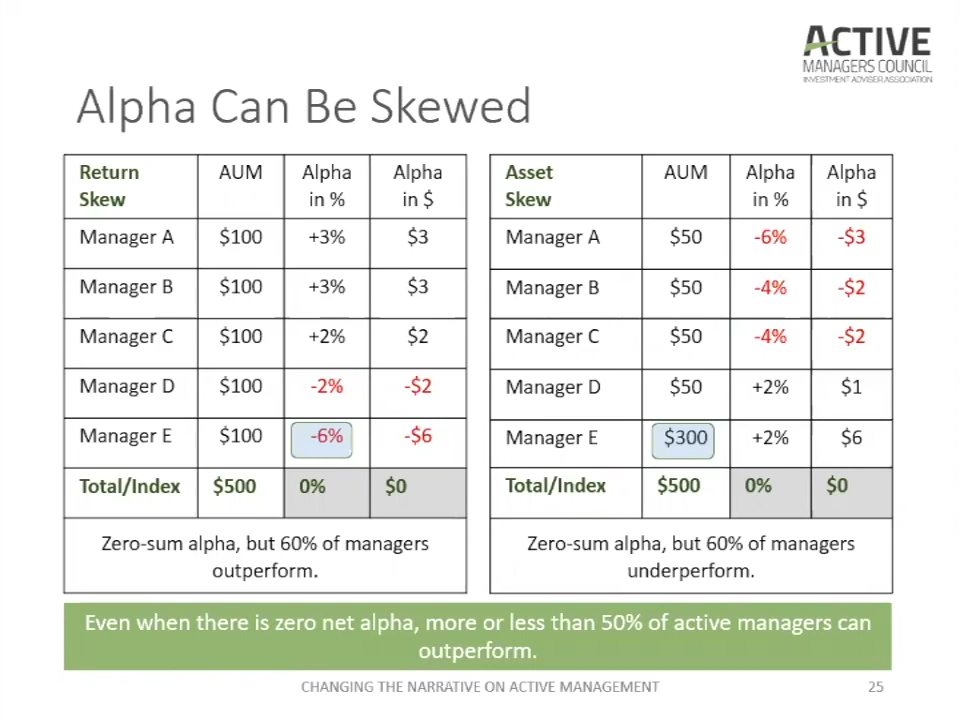 ACTIVE
MANAGERS COUNCIL
INVESTMENT ADVISER ASSOCIATION
Alpha Can Be Skewed
Return Skew AUM Alpha in % Alpha in $
Manager A $100 +3% $3
Manager B $100 +3% $3
Manager C $100 +2% $2
Manager D $100 -2% -$2
Manager E $100 -6% -$6
Total/Index $500 0% $0
Zero-sum alpha, but 60% of managers
outperform.
Asset Skew AUM Alpha in % Alpha in $
Manager A $50 -6% -$3
Manager B $50 -4% -$2
Manager C $50 -4% -$2
Manager D $50 +2% $1
Manager E $300 +2% $6
Total/Index $500 0% $0
Zero-sum alpha, but 60% of managers
underperform.
Even when there is zero net alpha, more or less than 50% of active managers can
outperform.
CHANGING THE NARRATIVE ON ACTIVE MANAGEMENT 25